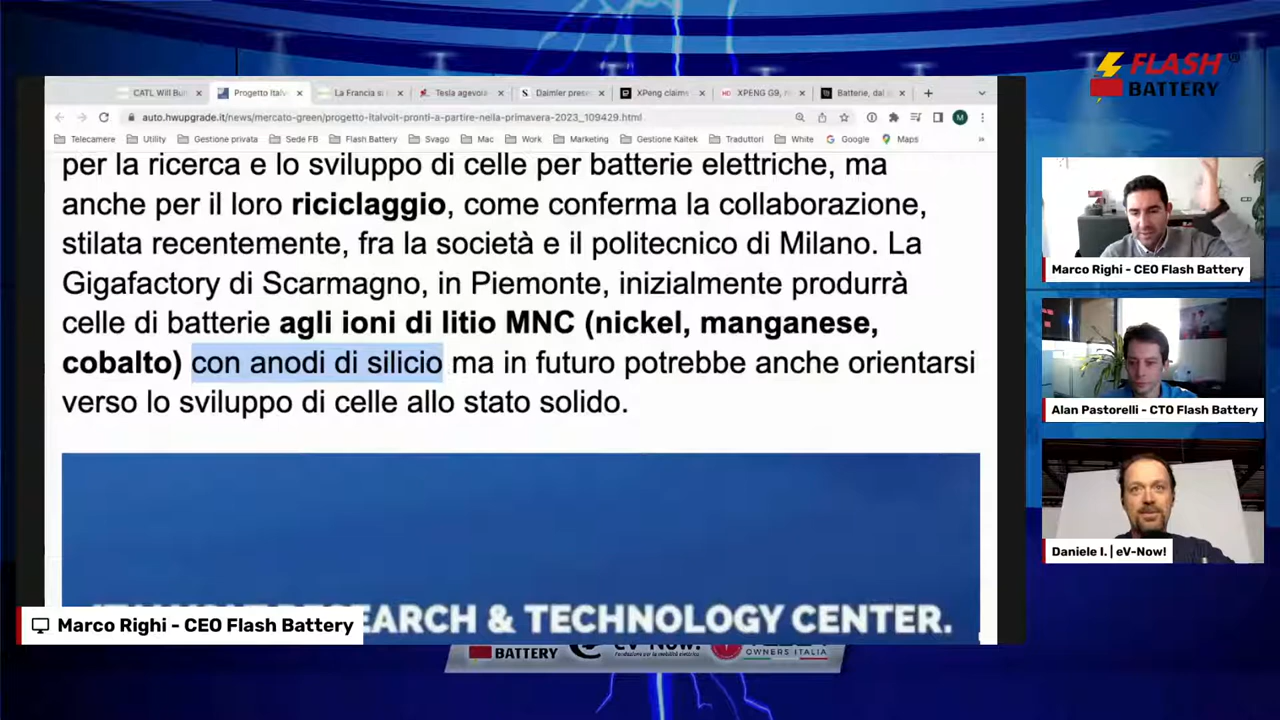 FLASH
BATTERY
CATL Will Buil
Progetto Italvo
La Francia si
Tesla agevola
Daimler prese
XPeng claims
XPENG G9, n
Batterie, dal s
auto.hwupgrade.it/news/mercato-green/progetto-italvolt-pronti-a-partire-nella-primavera-2023_109429.html
M
Telecamere
Utility
Gestione privata
Sede FB
Flash Battery
Svago
Mac
Work
Marketing
Gestione Kaitek
Traduttori
White
Google
Maps
per la ricerca e lo sviluppo di celle per batterie elettriche, ma
anche per il loro riciclaggio, come conferma la collaborazione,
stilata recentemente, fra la società e il politecnico di Milano. La
Gigafactory di Scarmagno, in Piemonte, inizialmente produrrà
celle di batterie agli ioni di litio MNC (nickel, manganese,
cobalto) con anodi di silicio ma in futuro potrebbe anche orientarsi
verso lo sviluppo di celle allo stato solido.
EARCH & TECHNOLOGY CENTER.
Marco Righi - CEO Flash Battery
BATTERY
eV-Now!
OWNERS ITALIA
Marco Righi - CEO Flash Battery
Alan Pastorelli - CTO Flash Battery
Daniele I. | eV-Now!